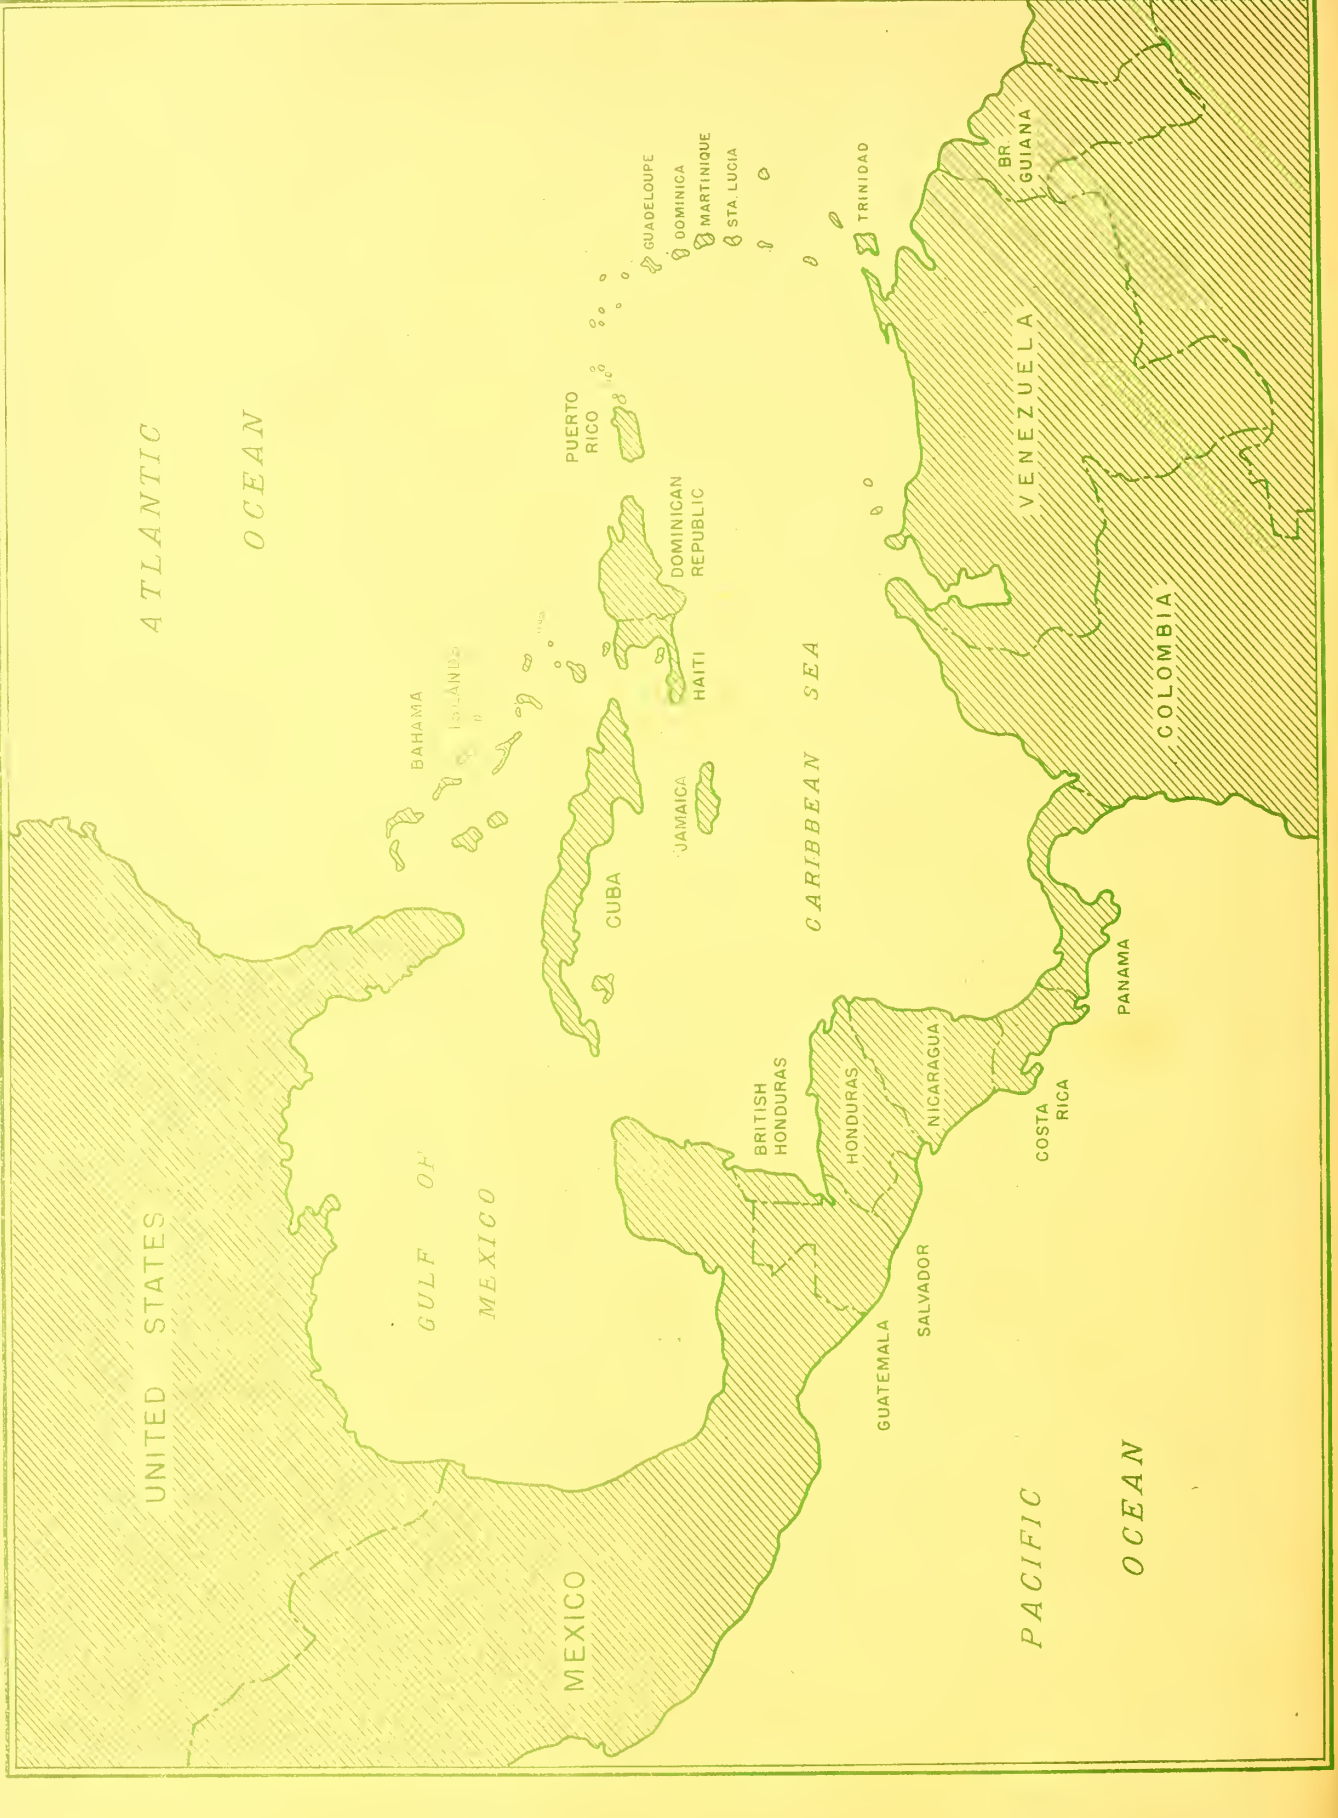 UNITED STATES
ATLANTIC
OCEAN
GULF OF
MEXICO
BAHAMA
ISLANDS
MEXICO
CUBA
PUERTO
RICO
DOMINICAN
REPUBLIC
HAITI
JAMAICA
GUADELOUPE
DOMINICA
MARTINIQUE
STA. LUCIA
TRINIDAD
CARIBBEAN SEA
BRITISH
HONDURAS
HONDURAS
GUATEMALA
SALVADOR
NICARAGUA
COSTA
RICA
PANAMA
BR.
GUIANA
VENEZUELA
COLOMBIA
PACIFIC
OCEAN